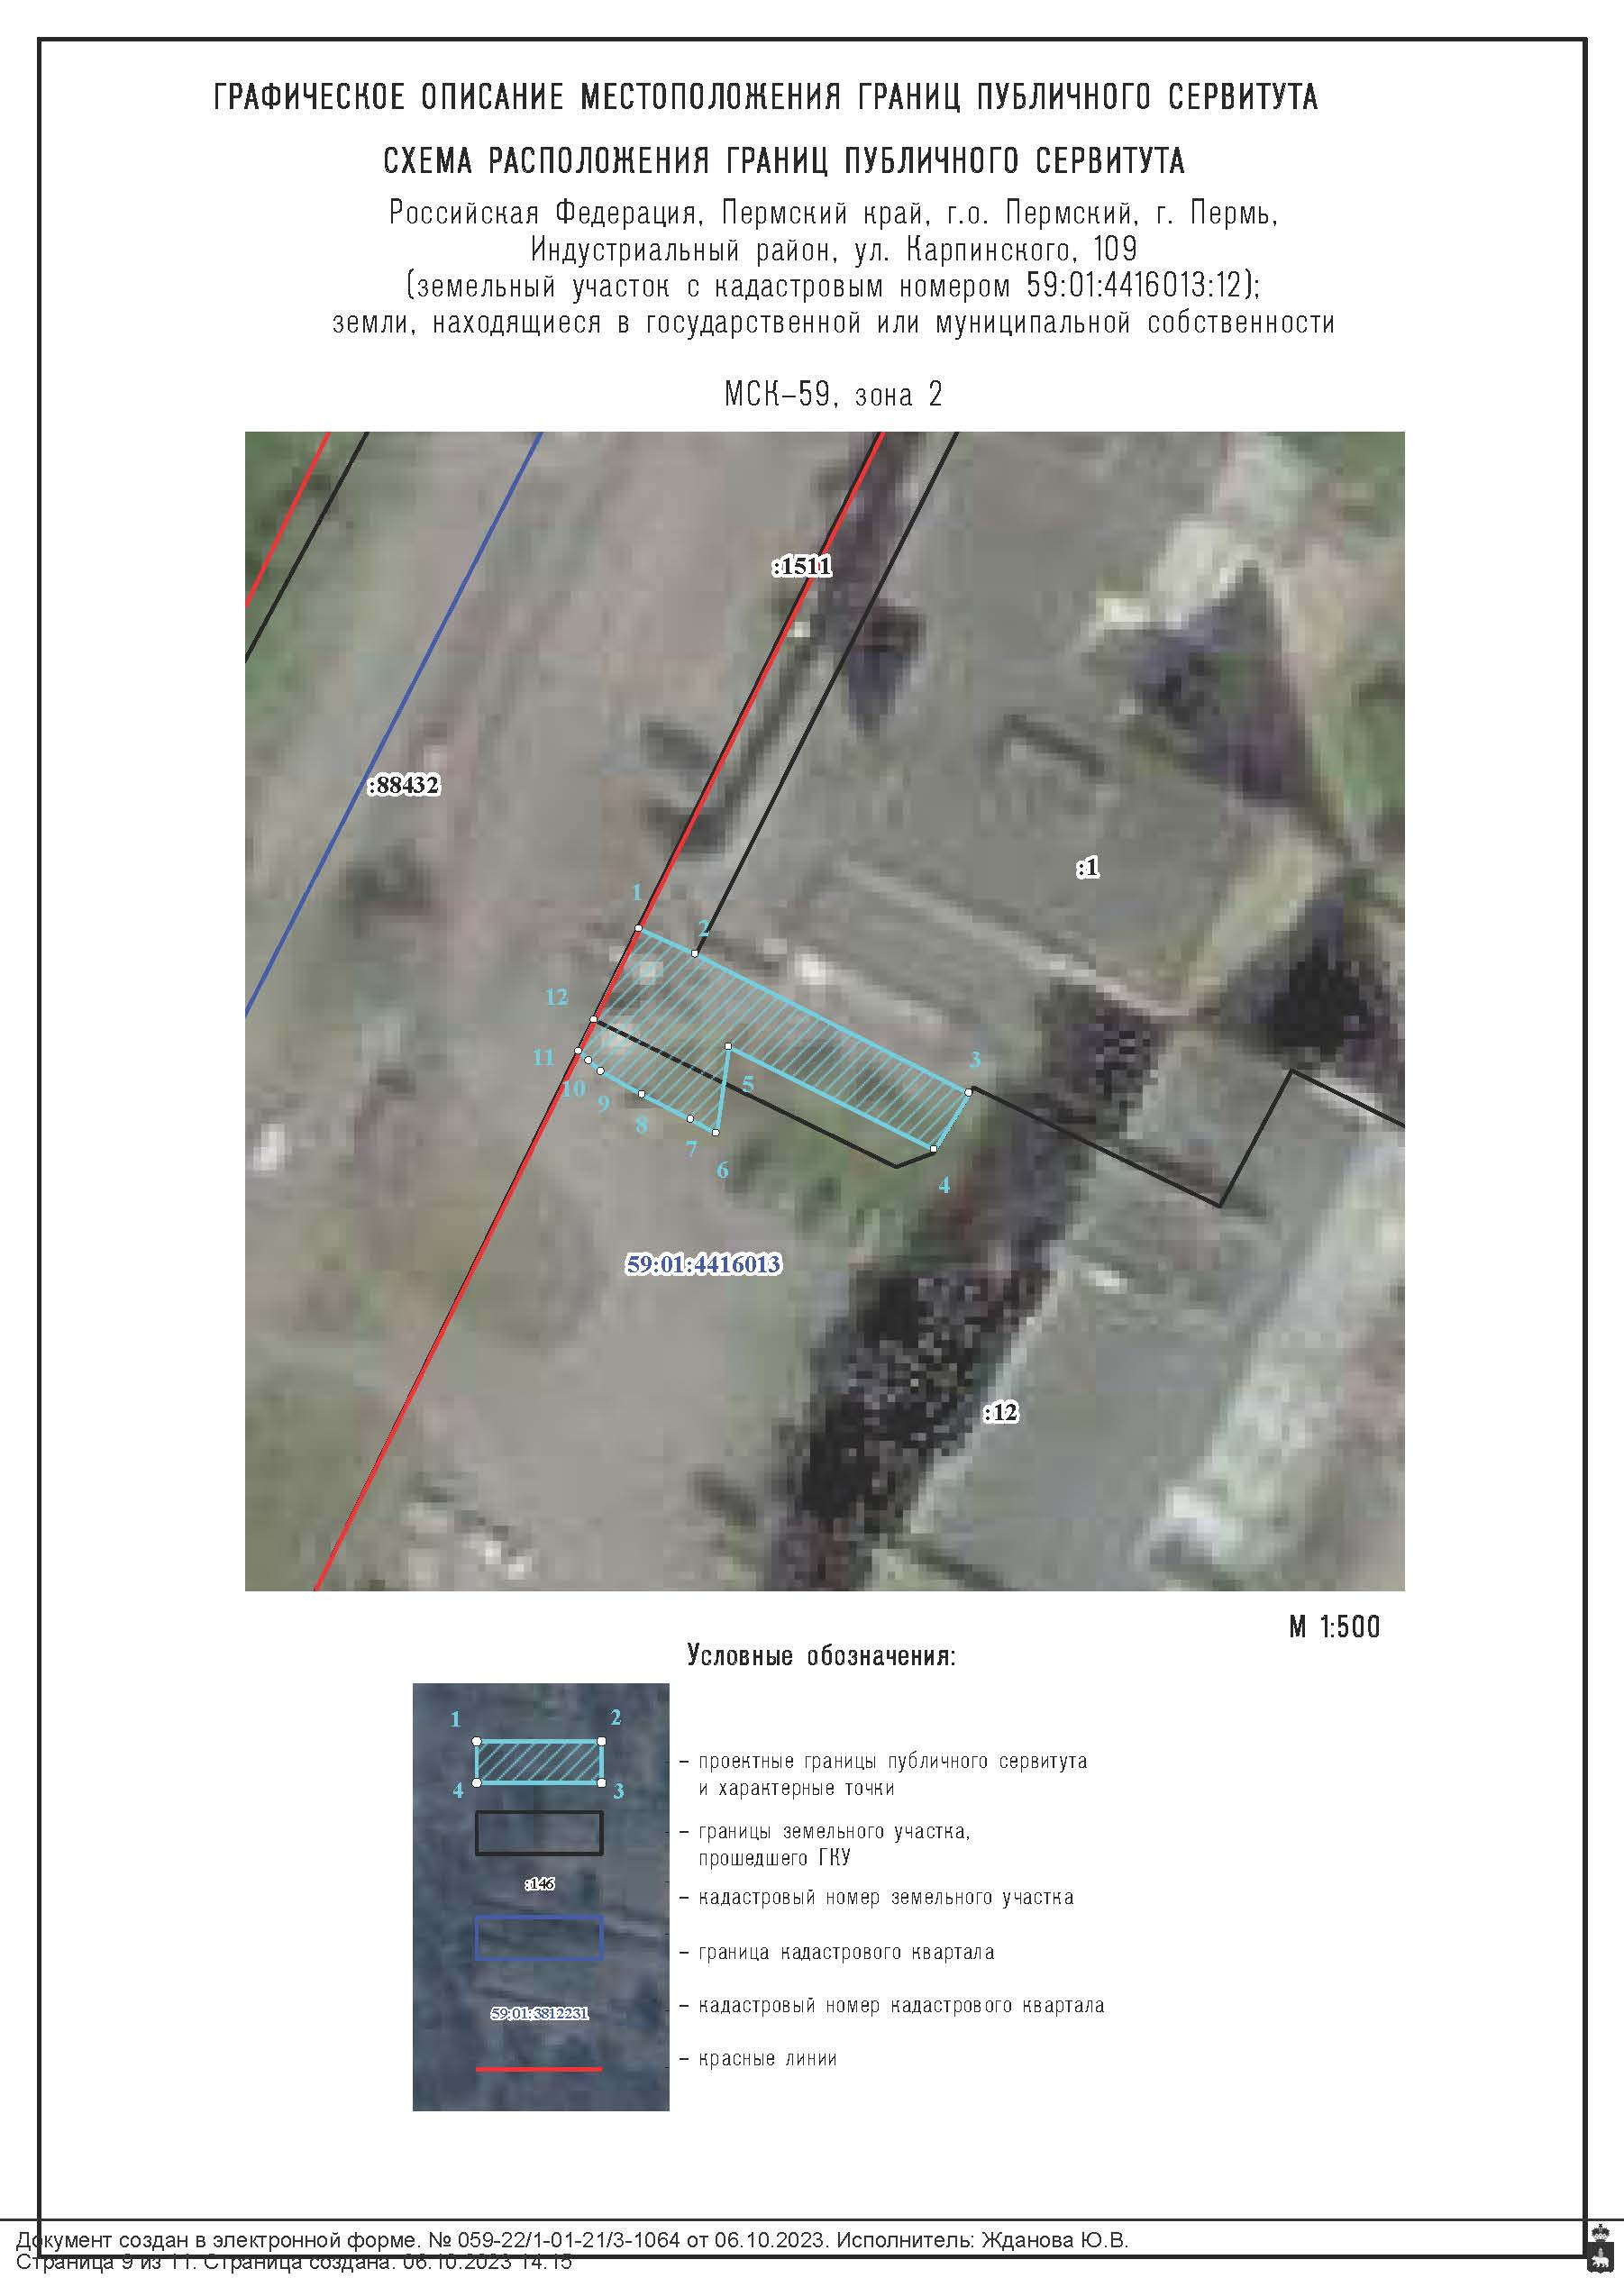 ГРАФИЧЕСКОЕ ОПИСАНИЕ МЕСТОПОЛОЖЕНИЯ ГРАНИЦ ПУБЛИЧНОГО СЕРВИТУТА
СХЕМА РАСПОЛОЖЕНИЯ ГРАНИЦ ПУБЛИЧНОГО СЕРВИТУТА
Российская Федерация, Пермский край, г.о. Пермский, г. Пермь,
Индустриальный район, ул. Карпинского, 109
(земельный участок с кадастровым номером 59:01:4416013:12);
земли, находящиеся в государственной или муниципальной собственности
МСК–59, зона 2
:1511
:88432
:1
1
2
12
3
11
5
10
9
8
7
6
4
59:01:4416013
:12
М 1:500
Условные обозначения:
1
2
4
3
– проектные границы публичного сервитута
и характерные точки
– границы земельного участка,
прошедшего ГКУ
:146
– кадастровый номер земельного участка
– граница кадастрового квартала
59:01:3812231
– кадастровый номер кадастрового квартала
– красные линии
Документ создан в электронной форме. № 059-22/1-01-21/3-1064 от 06.10.2023. Исполнитель: Жданова Ю.В.
Страница 9 из 11. Страница создана: 06.10.2023 14:15